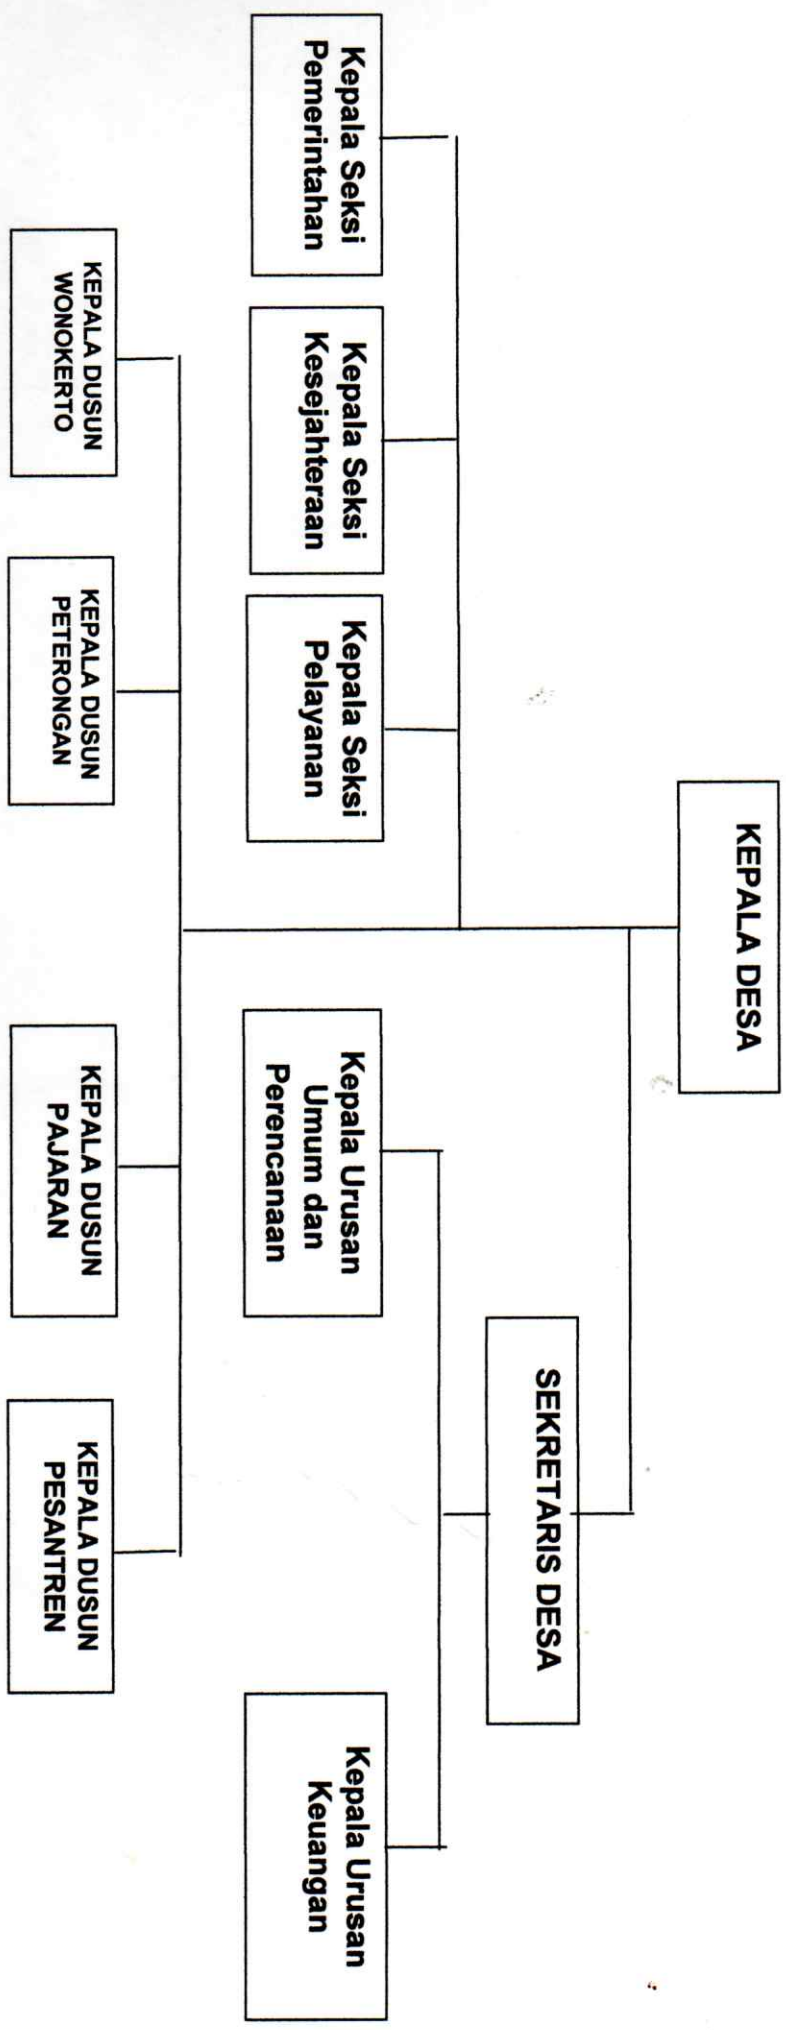 KEPALA DESA
SEKRETARIS DESA
Kepala Seksi
Pemerintahan
Kepala Seksi
Kesejahteraan
Kepala Seksi
Pelayanan
Kepala Urusan
Umum dan
Perencanaan
Kepala Urusan
Keuangan
KEPALA DUSUN
WONOKERTO
KEPALA DUSUN
PETERONGAN
KEPALA DUSUN
PAJARAN
KEPALA DUSUN
PESANTREN